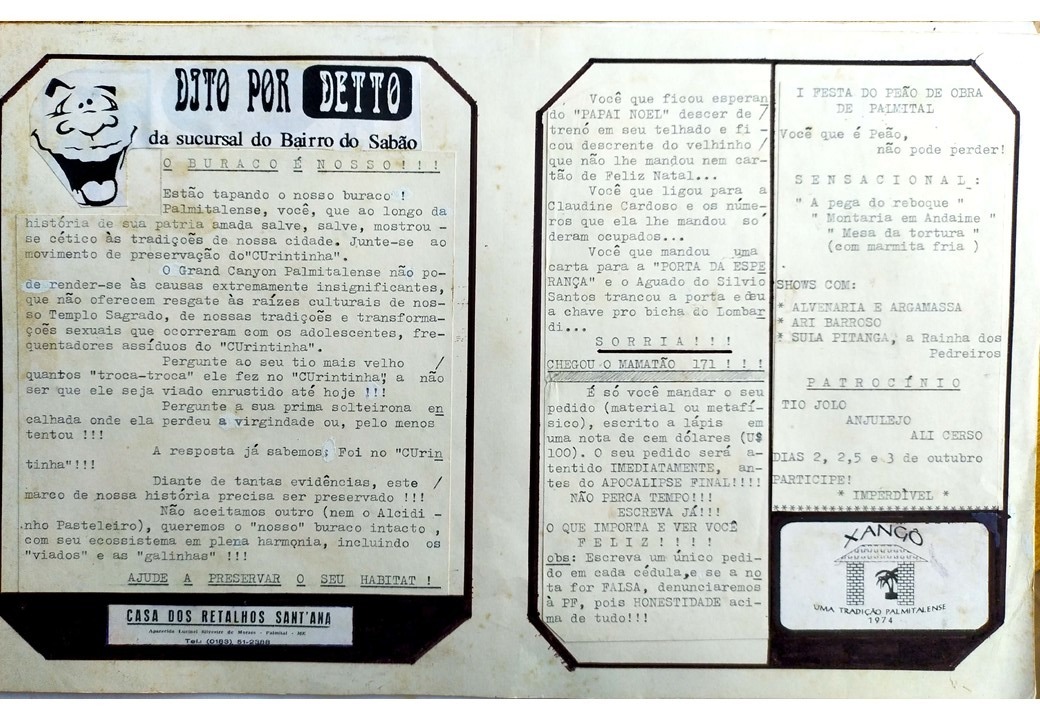 DITO POR DETTO
da sucursal do Bairro do Sabão
O BURACO É NOSSO!!!
Estão tapando o nosso buraco !
Palmitalense, você, que ao longo da
história de sua patria amada salve, salve, mostrou -
se cético às tradições de nossa cidade. Junte-se ao
movimento de preservação do"CUrintinha".
O Grand Canyon Palmitalense não po-
de render-se às causas extremamente insignificantes,
que não oferecem resgate às raízes culturais de nos-
so Templo Sagrado, de nossas tradições e transforma-
ções sexuais que ocorreram com os adolescentes, fre-
quentadores assíduos do "CUrintinha".
Pergunte ao seu tio mais velho /
quantos "troca-troca" ele fez no "CUrintinha", a não
ser que ele seja viado enrustido até hoje !!!
Pergunte a sua prima solteirona en
calhada onde ela perdeu a virgindade ou, pelo menos
tentou !!!
A resposta já sabemos; Foi no "CUrin
tinha"!!!
Diante de tantas evidências, este /
marco de nossa história precisa ser preservado !!!
Não aceitamos outro (nem o Alcidi -
nho Pasteleiro), queremos o "nosso" buraco intacto ,
com seu ecossistema em plena harmonia, incluindo os
"viados" e as "galinhas" !!!
AJUDE A PRESERVAR O SEU HABITAT !
CASA DOS RETALHOS SANT'ANA
Aparecida Lucinei Silvestre de Moraes - Palmital - ME
Tel.: (0183) 51-2388
Você que ficou esperan
do "PAPAI NOEL" descer de /
trenó em seu telhado e fi -
cou descrente do velhinho /
que não lhe mandou nem car-
tão de Feliz Natal...
Você que ligou para a
Claudine Cardoso e os núme-
ros que ela lhe mandou só
deram ocupados...
Você que mandou uma
carta para a "PORTA DA ESPE
RANÇA" e o Aguado do Silvio
Santos trancou a porta e deu
a chave pro bicha do Lombar
di...
SORRIA!!!
CHEGOU O MAMATÃO 171 ! ! !
É só você mandar o seu
pedido (material ou metafí-
sico), escrito a lápis em
uma nota de cem dólares (U$
100). O seu pedido será a-
tentido IMEDIATAMENTE, an-
tes do APOCALIPSE FINAL!!!!
NÃO PERCA TEMPO!!!
ESCREVA JÁ!!!
O QUE IMPORTA E VER VOCÊ
FELIZ!!!!
obs: Escreva um único pedi-
do em cada cédula,e se a no
ta for FALSA, denunciaremos
à PF, pois HONESTIDADE aci-
ma de tudo!!!
I FESTA DO PEÃO DE OBRA
DE PALMITAL
Você que é Peão,
não pode perder!
SENSACIONAL:
" A pega do reboque "
" Montaria em Andaime "
" Mesa da tortura "
(com marmita fria )
SHOWS COM:
* ALVENARIA E ARGAMASSA
* ARI BARROSO
* SULA PITANGA, a Rainha dos
Pedreiros
PATROCÍNIO
TIO JOLO
ANJULEJO
ALI CERSO
DIAS 2, 2,5 e 3 de outubro
PARTICIPE!
* IMPERDÍVEL *
XANGÔ
UMA TRADIÇÃO PALMITALENSE
1974